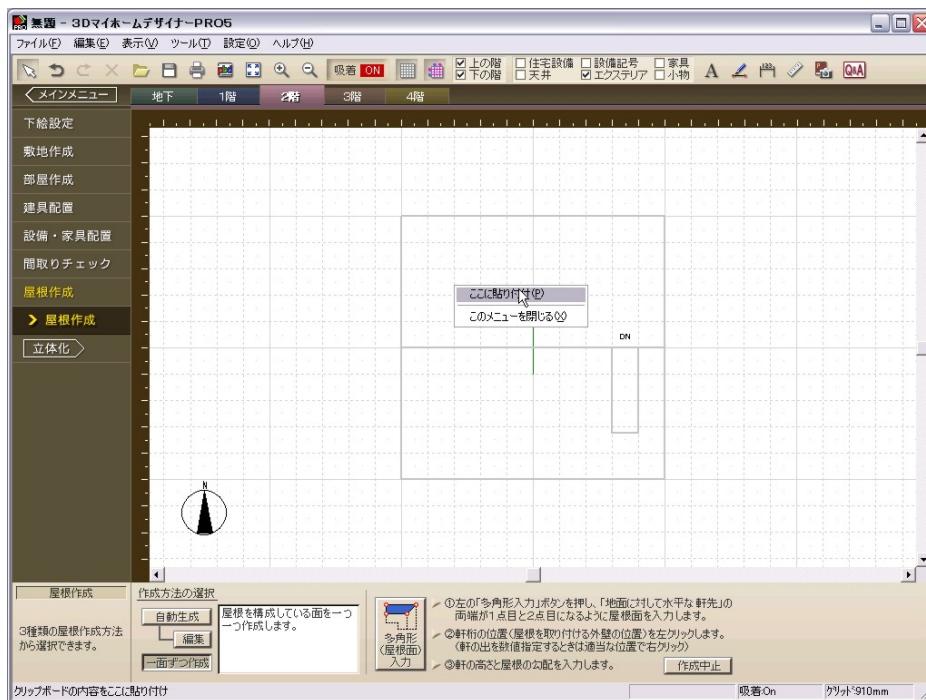 無題 - 3DマイホームデザイナーPRO5
ファイル(F) 編集(E) 表示(V) ツール(T) 設定(O) ヘルプ(H)
吸着 ON
上の階 住宅設備 設備記号 家具
下の階 天井 エクステリア 小物
A
Q&A
メインメニュー
地下 1階 2階 3階 4階
下絵設定
敷地作成
部屋作成
建具配置
設備・家具配置
間取りチェック
屋根作成
屋根作成
立体化
ここに貼り付け(P)
このメニューを閉じる(X)
DN
N
屋根作成
3種類の屋根作成方法
から選択できます。
作成方法の選択
自動生成
編集
一面ずつ作成
屋根を構成している面を一つ
一つ作成します。
多角形
(屋根面)
入力
①左の「多角形入力」ボタンを押し、「地面に対して水平な軒先」の
両端が1点目と2点目になるように屋根面を入力します。
②軒桁の位置(屋根を取り付ける外壁の位置)を左クリックします。
(軒の出を数値指定するときは適当な位置で右クリック)
③軒の高さと屋根の勾配を入力します。
作成中止
クリップボードの内容をここに貼り付け
吸着On グリッド910mm